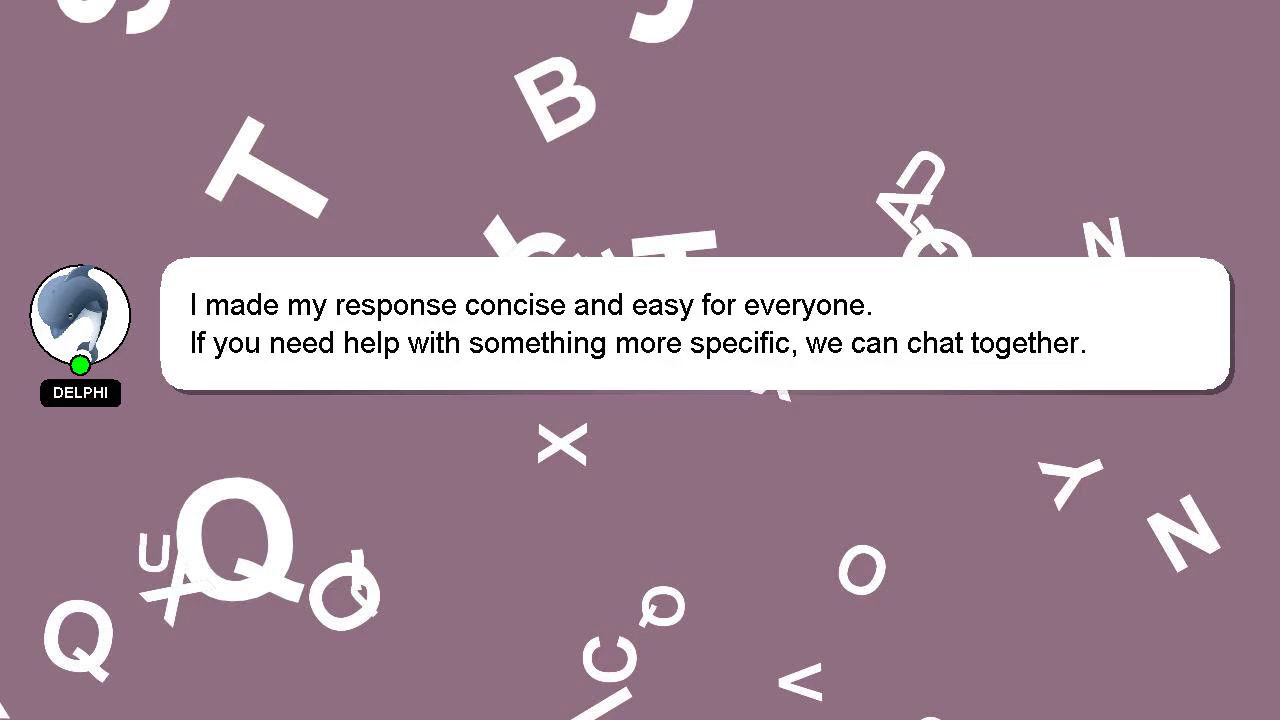 I made my response concise and easy for everyone.
If you need help with something more specific, we can chat together.
DELPHI
T
B
U
A
N
T
X
Y
N
Q
U
Q
O
Q
Q
C
V